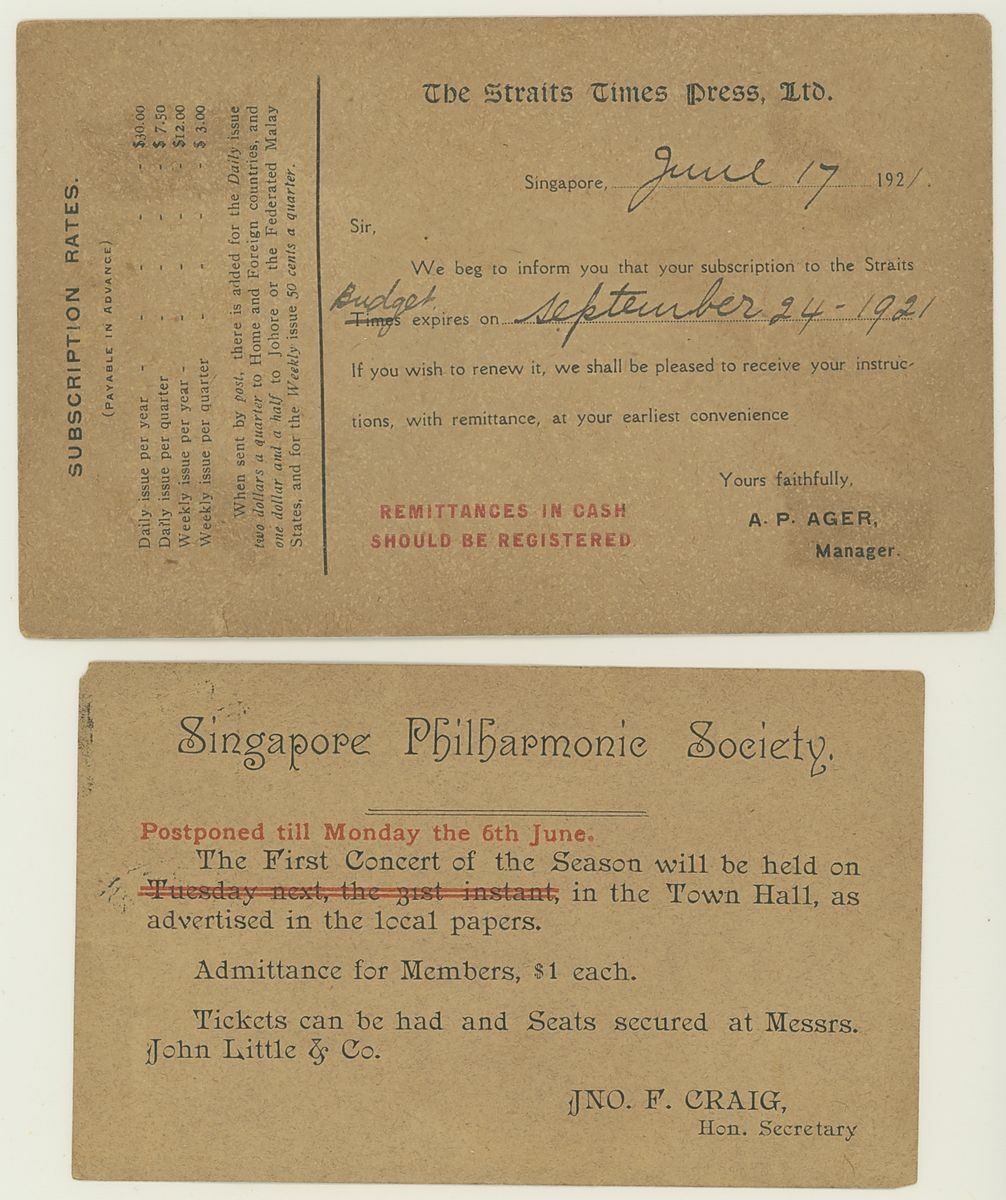 SUBSCRIPTION RATES.
(PAYABLE IN ADVANCE)
Daily issue per year - - - - - $30.00
Daily issue per quarter - - - - $ 7.50
Weekly issue per year - - - - - $12.00
Weekly issue per quarter - - - - $ 3.00
When sent by post, there is added for the Daily issue
two dollars a quarter to Home and Foreign countries, and
one dollar and a half to Johore or the Federated Malay
States, and for the Weekly issue 50 cents a quarter.
The Straits Times Press, Ltd.
Singapore, June 17 1921.
Sir,
We beg to inform you that your subscription to the Straits
Budget
Times expires on September 24-1921
If you wish to renew it, we shall be pleased to receive your instruc-
tions, with remittance, at your earliest convenience
Yours faithfully,
REMITTANCES IN CASH
SHOULD BE REGISTERED
A. P. AGER,
Manager.
Singapore Philharmonic Society.
Postponed till Monday the 6th June.
The First Concert of the Season will be held on
Tuesday next, the 31st instant, in the Town Hall, as
advertised in the local papers.
Admittance for Members, $1 each.
Tickets can be had and Seats secured at Messrs.
John Little & Co.
JNO. F. CRAIG,
Hon. Secretary